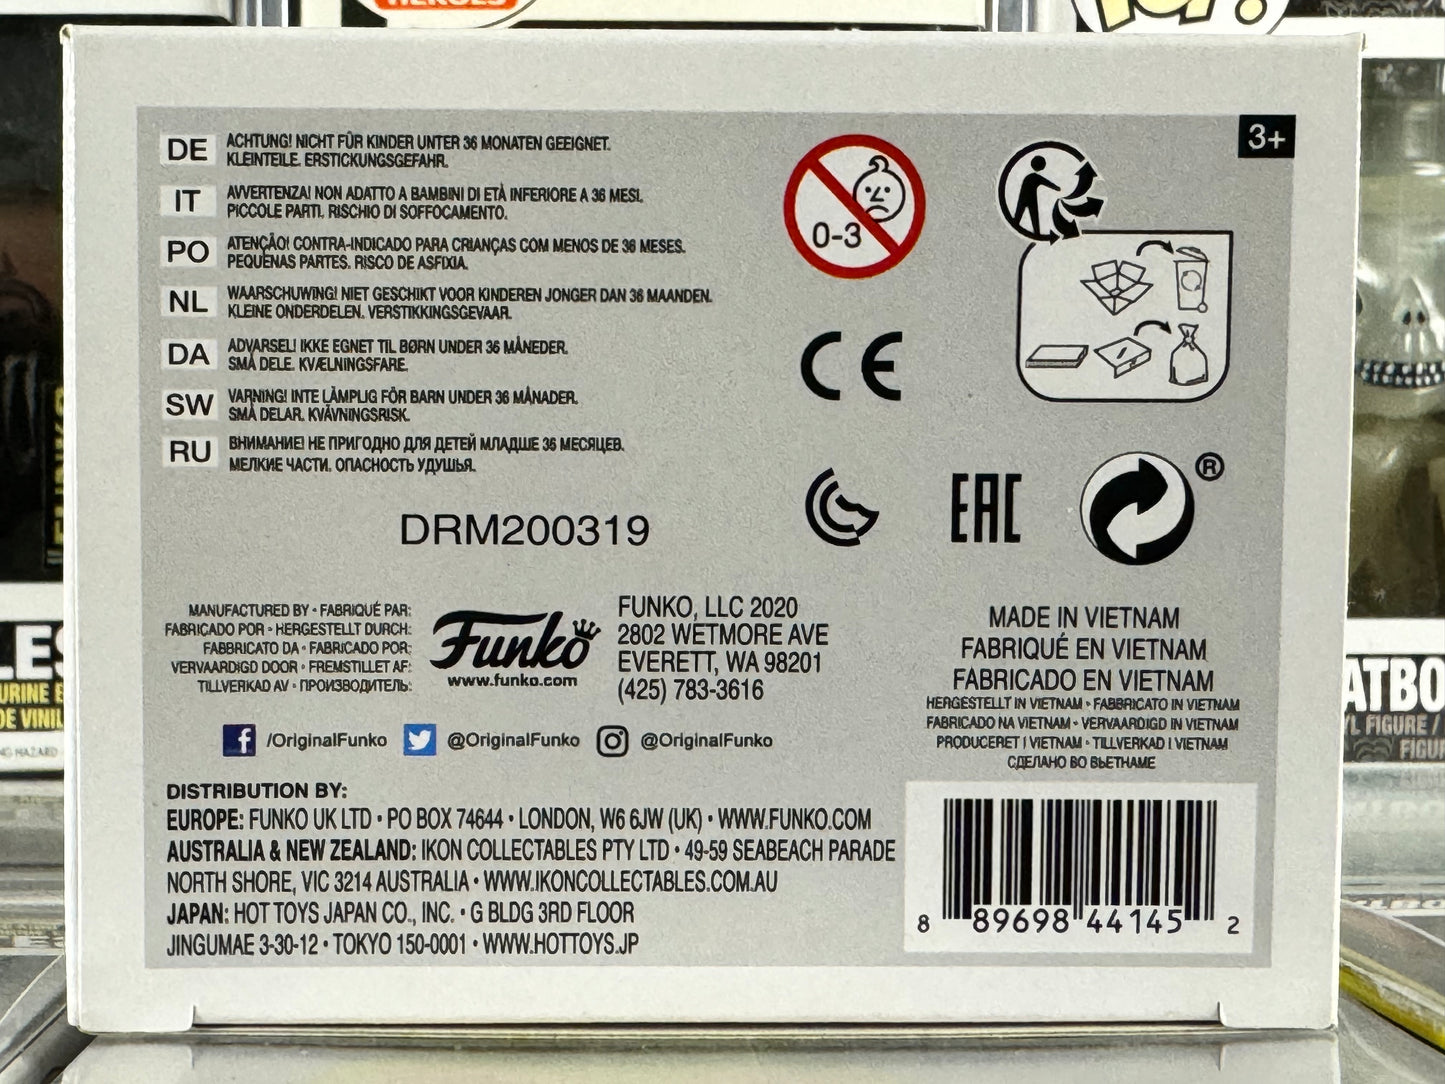 HEROES
POP!
3+
DE ACHTUNG! NICHT FÜR KINDER UNTER 36 MONATEN GEEIGNET.
KLEINTEILE. ERSTICKUNGSGEFAHR.
IT AVVERTENZA! NON ADATTO A BAMBINI DI ETÀ INFERIORE A 36 MESI.
PICCOLE PARTI. RISCHIO DI SOFFOCAMENTO.
PO ATENÇÃO! CONTRA-INDICADO PARA CRIANÇAS COM MENOS DE 36 MESES.
PEQUENAS PARTES. RISCO DE ASFIXIA.
NL WAARSCHUWING! NIET GESCHIKT VOOR KINDEREN JONGER DAN 36 MAANDEN.
KLEINE ONDERDELEN. VERSTIKKINGSGEVAAR.
DA ADVARSEL! IKKE EGNET TIL BØRN UNDER 36 MÅNEDER.
SMÅ DELE. KVÆLNINGSFARE.
SW VARNING! INTE LÄMPLIG FÖR BARN UNDER 36 MÅNADER.
SMÅ DELAR. KVÄVNINGSRISK.
RU ВНИМАНИЕ! НЕ ПРИГОДНО ДЛЯ ДЕТЕЙ МЛАДШЕ 36 МЕСЯЦЕВ.
МЕЛКИЕ ЧАСТИ. ОПАСНОСТЬ УДУШЬЯ.
0-3
CE
EAC
®
DRM200319
MANUFACTURED BY • FABRIQUÉ PAR:
FABRICADO POR • HERGESTELLT DURCH:
FABBRICATO DA • FABRICADO POR:
VERVAARDIGD DOOR • FREMSTILLET AF:
TILLVERKAD AV • ПРОИЗВОДИТЕЛЬ:
Funko
www.funko.com
FUNKO, LLC 2020
2802 WETMORE AVE
EVERETT, WA 98201
(425) 783-3616
MADE IN VIETNAM
FABRIQUÉ EN VIETNAM
FABRICADO EN VIETNAM
HERGESTELLT IN VIETNAM • FABBRICATO IN VIETNAM
FABRICADO NA VIETNAM • VERVAARDIGD IN VIETNAM
PRODUCERET I VIETNAM • TILLVERKAD I VIETNAM
СДЕЛАНО ВО ВЬЕТНАМЕ
f /OriginalFunko @OriginalFunko @OriginalFunko
DISTRIBUTION BY:
EUROPE: FUNKO UK LTD • PO BOX 74644 • LONDON, W6 6JW (UK) • WWW.FUNKO.COM
AUSTRALIA & NEW ZEALAND: IKON COLLECTABLES PTY LTD • 49-59 SEABEACH PARADE
NORTH SHORE, VIC 3214 AUSTRALIA • WWW.IKONCOLLECTABLES.COM.AU
JAPAN: HOT TOYS JAPAN CO., INC. • G BLDG 3RD FLOOR
JINGUMAE 3-30-12 • TOKYO 150-0001 • WWW.HOTTOYS.JP
8 89698 44145 2